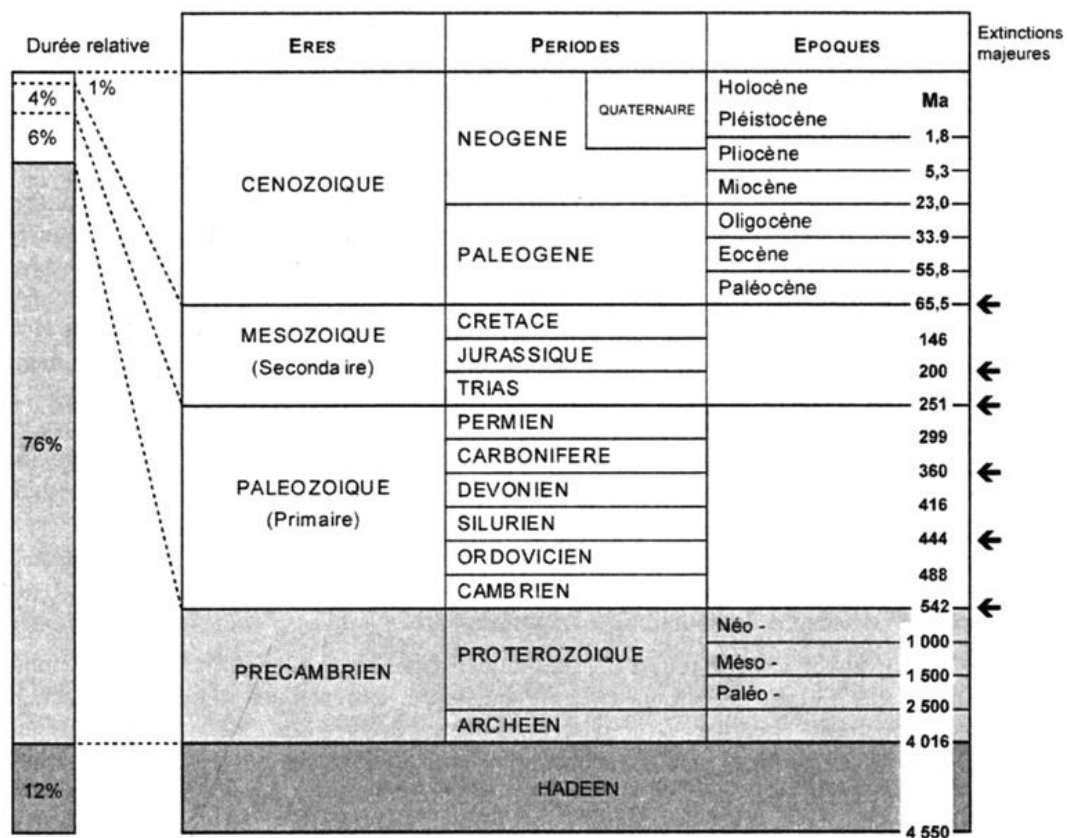 Durée relative
ERES
PERIODES
EPOQUES
Extinctions
majeures
1%
4%
6%
76%
12%
CENOZOIQUE
NEOGENE
QUATERNAIRE
Holocène
Ma
Pléistocène
1,8
Pliocène
5,3
Miocène
23,0
PALEOGENE
Oligocène
33.9
Eocène
55,8
Paléocène
65,5
MESOZOIQUE
(Secondaire)
CRETACE
146
JURASSIQUE
200
TRIAS
251
PALEOZOIQUE
(Primaire)
PERMIEN
299
CARBONIFERE
360
DEVONIEN
416
SILURIEN
444
ORDOVICIEN
488
CAMBRIEN
542
PRECAMBRIEN
PROTEROZOIQUE
Néo -
1 000
Méso -
1 500
Paléo -
2 500
ARCHEEN
4 016
HADEEN
4 550